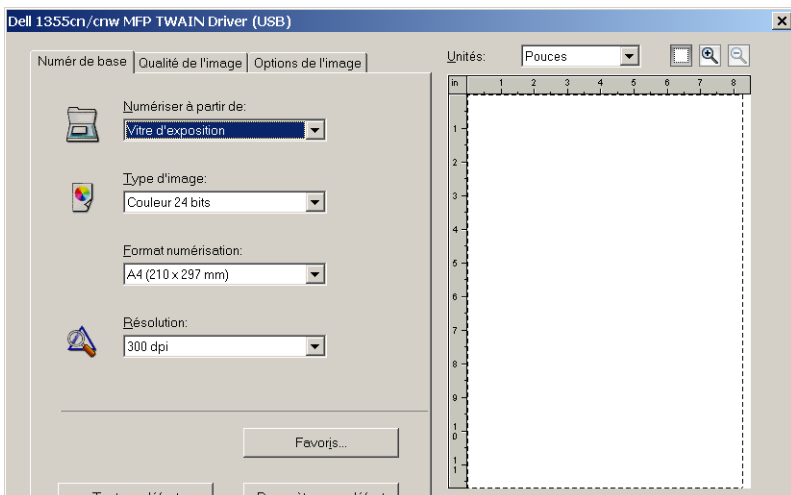 Dell 1355cn/cnw MFP TWAIN Driver (USB)
Numér de base Qualité de l'image Options de l'image
Numériser à partir de:
Vitre d'exposition
Type d'image:
Couleur 24 bits
Format numérisation:
A4 (210 x 297 mm)
Résolution:
300 dpi
Favoris...
Unités: Pouces
in 1 2 3 4 5 6 7 8
1
2
3
4
5
6
7
8
9
10
11